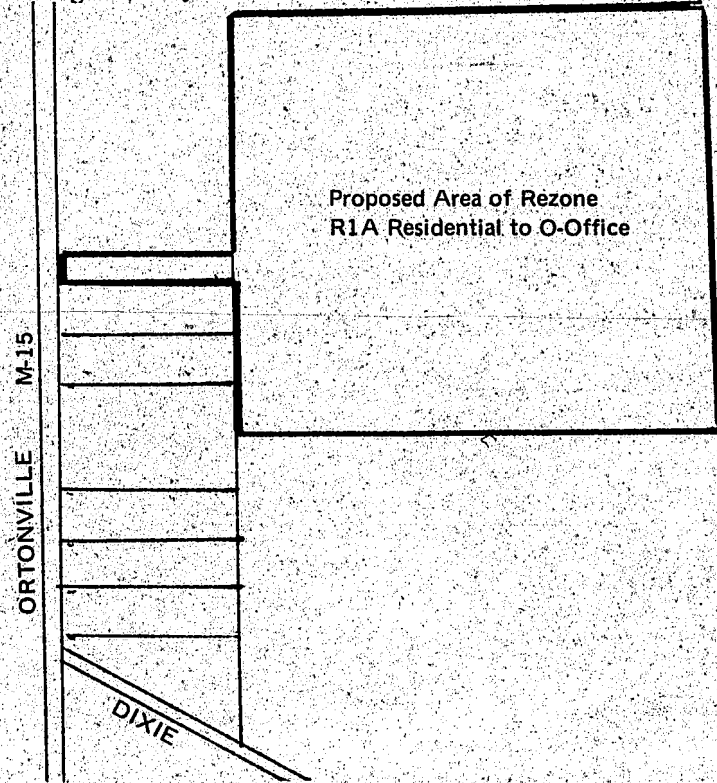 Proposed Area of Rezone
R1A Residential to O-Office
ORTONVILLE M-15
DIXIE